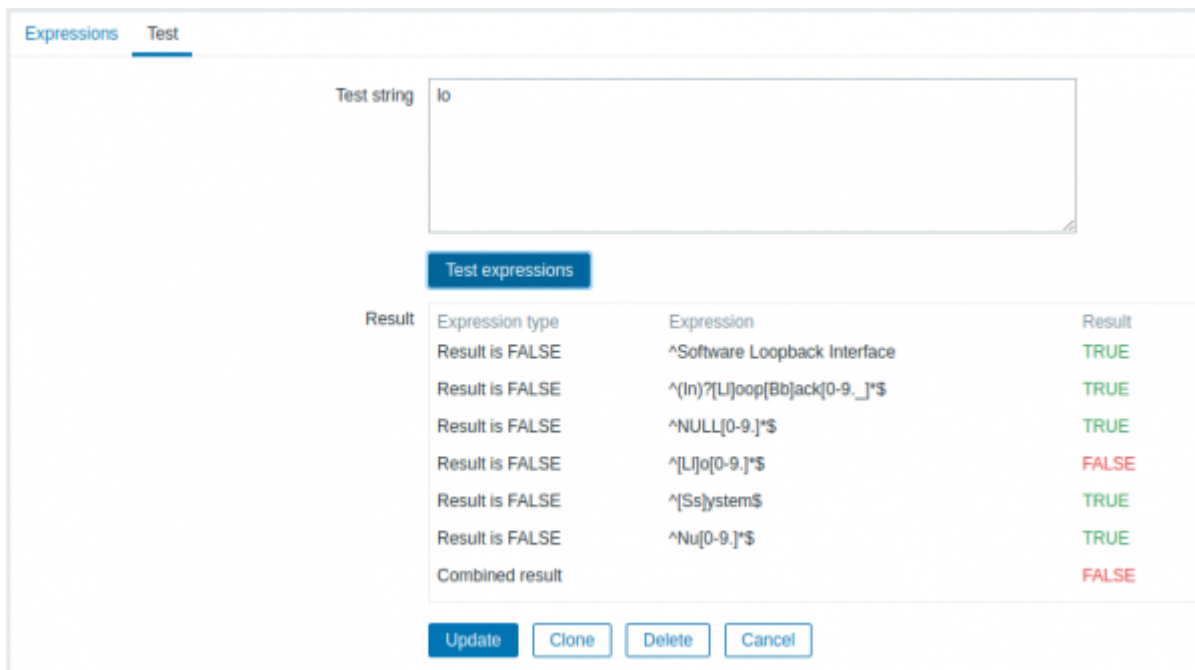 Expressions Test
Test string lo
Test expressions
Result Expression type Expression Result
Result is FALSE ^Software Loopback Interface TRUE
Result is FALSE ^(In)?[Ll]oop[Bb]ack[0-9._]*$ TRUE
Result is FALSE ^NULL[0-9.]*$ TRUE
Result is FALSE ^[Ll]o[0-9.]*$ FALSE
Result is FALSE ^[Ss]ystem$ TRUE
Result is FALSE ^Nu[0-9.]*$ TRUE
Combined result FALSE
Update Clone Delete Cancel